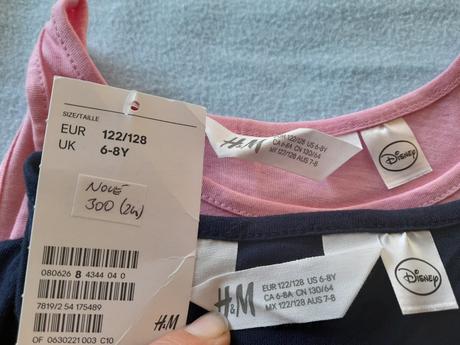 SIZE/TAILLE
EUR 122/128
UK 6-8Y
NOVÉ
300 (2x)
080626 8 4344 04 0
7819/2 54 175489
H&M
OF 0630221 003 C10
H&M
EUR 122/128 US 6-8Y
CA 6-8A CN 130/64
MX 122/128 AUS 7-8
Disney
H&M
EUR 122/128 US 6-8Y
CA 6-8A CN 130/64
MX 122/128 AUS 7-8
Disney